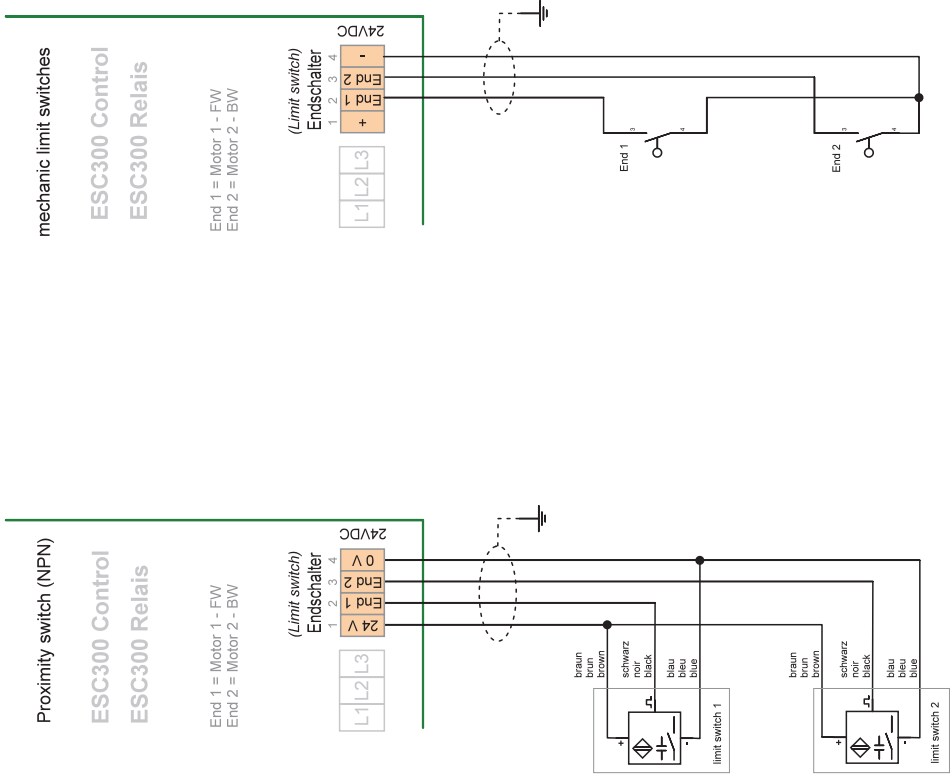 mechanic limit switches
ESC300 Control
ESC300 Relais
End 1 = Motor 1 - FW
End 2 = Motor 2 - BW
(Limit switch)
Endschalter
24VDC
4 -
3 End 2
2 End 1
1 +
L1 L2 L3
End 1
3
4
End 2
3
4
Proximity switch (NPN)
ESC300 Control
ESC300 Relais
End 1 = Motor 1 - FW
End 2 = Motor 2 - BW
(Limit switch)
Endschalter
24VDC
4 0 V
3 End 2
2 End 1
1 24 V
L1 L2 L3
braun
brun
brown
schwarz
noir
black
blau
bleu
blue
+
-
limit switch 1
braun
brun
brown
schwarz
noir
black
blau
bleu
blue
+
-
limit switch 2